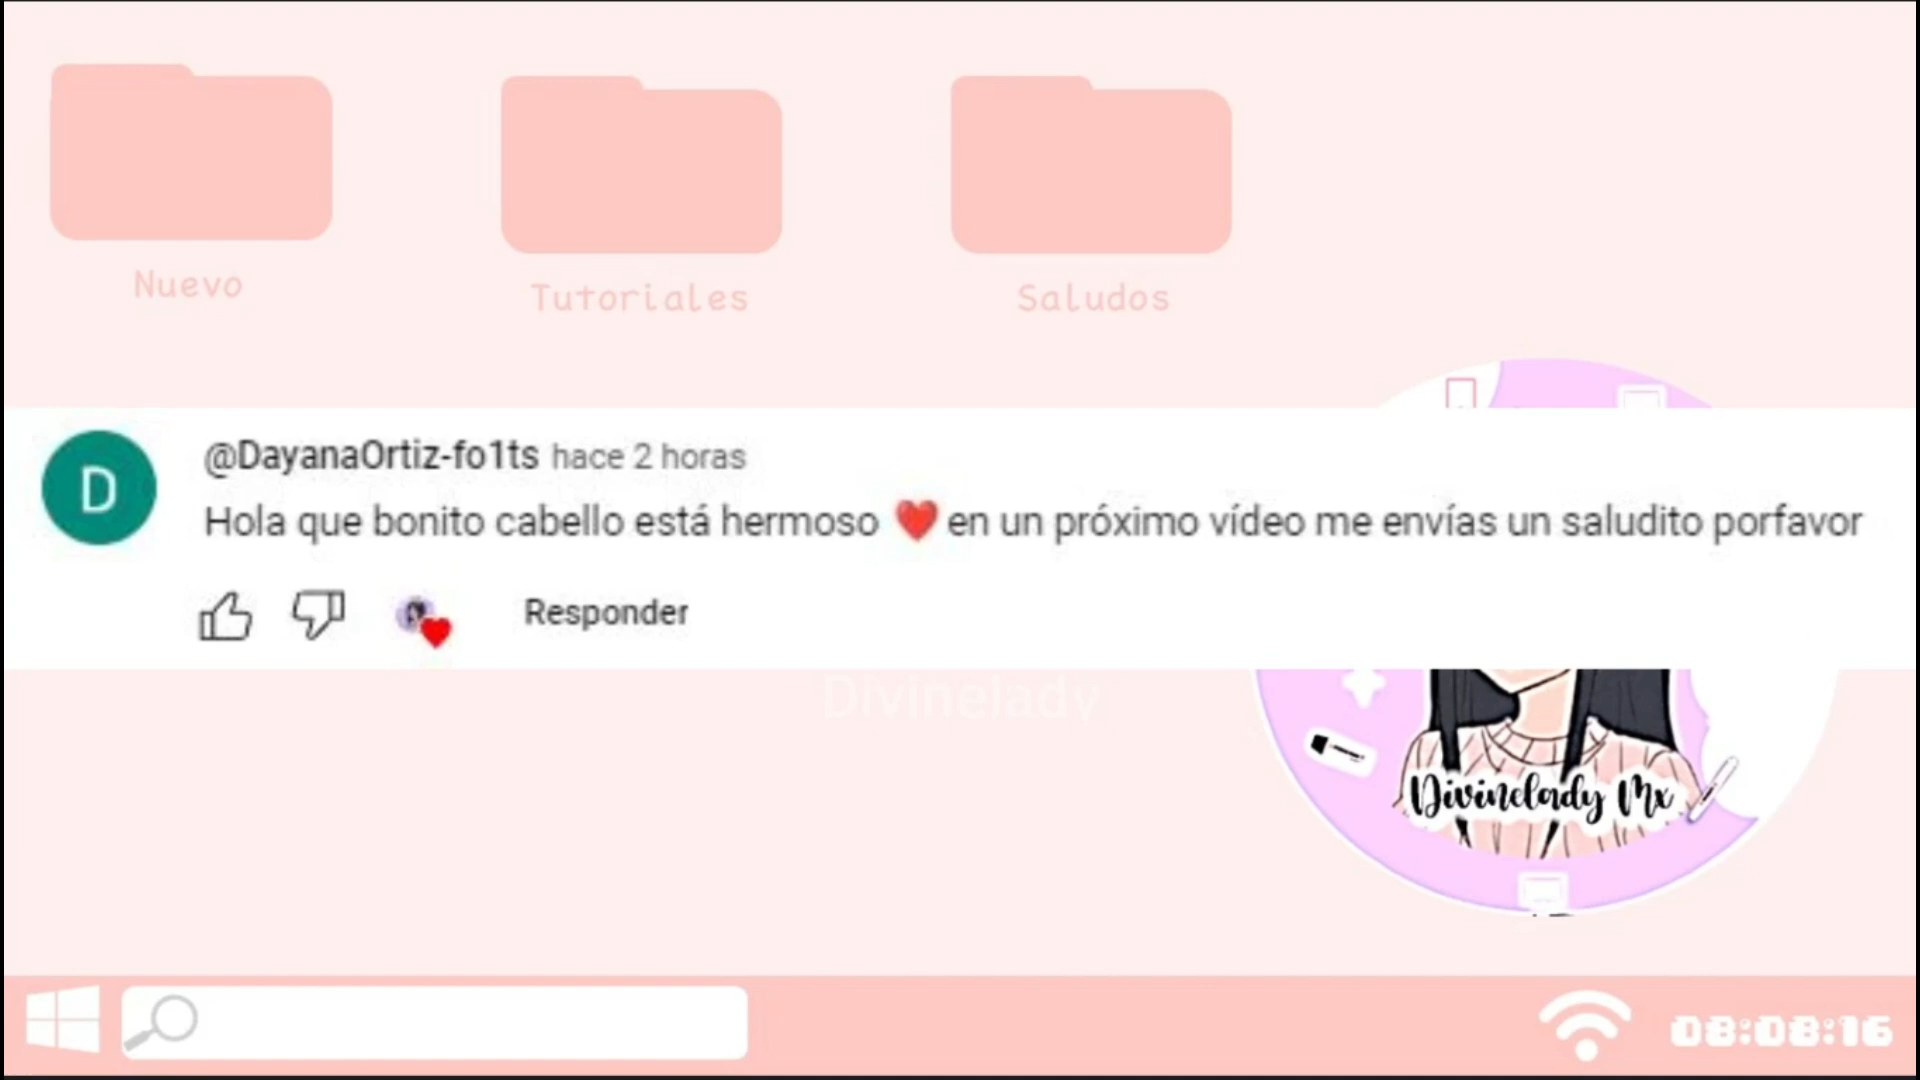 Nuevo
Tutoriales
Saludos
D
@DayanaOrtiz-fo1ts hace 2 horas
Hola que bonito cabello está hermoso ❤️ en un próximo vídeo me envías un saludito porfavor
Responder
Divinelady
Divinelady Mx
08:08:16